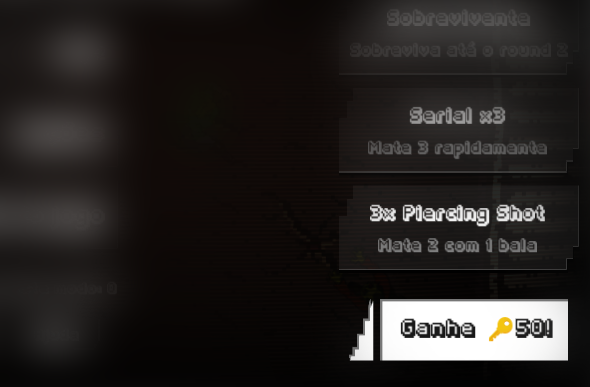 Sobrevivente
Sobreviva até o round 2
Serial x3
Mate 3 rapidamente
3x Piercing Shot
Mate 2 com 1 bala
Ganhe 🔑50!